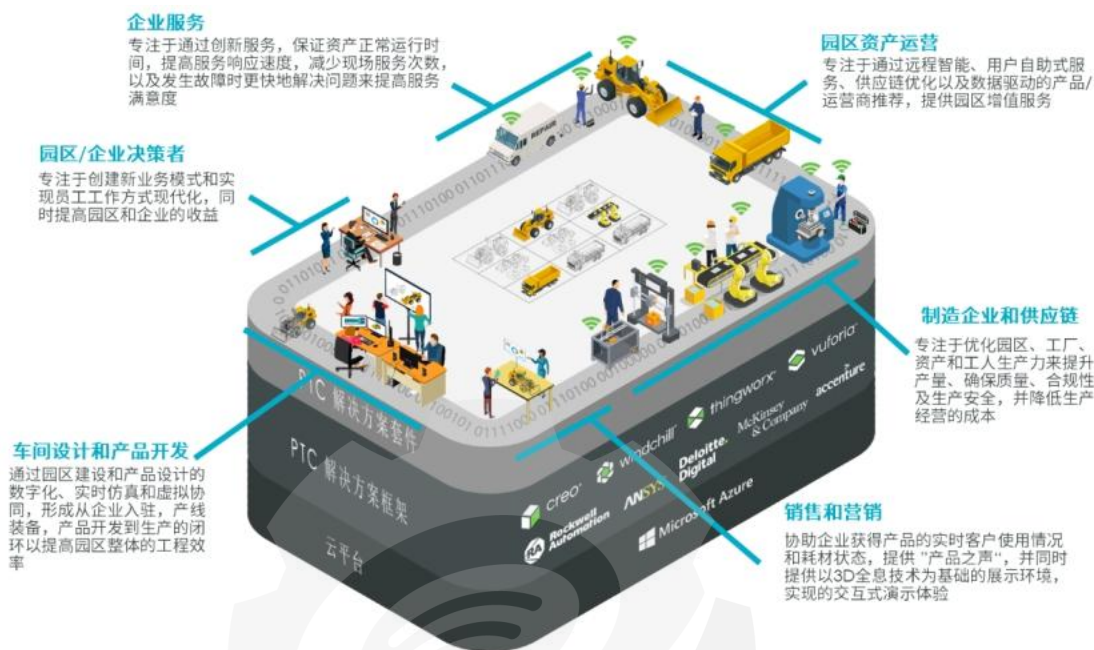 企业服务
专注于通过创新服务，保证资产正常运行时
间，提高服务响应速度，减少现场服务次数，
以及发生故障时更快地解决问题来提高服务
满意度
园区资产运营
专注于通过远程智能、用户自助式服
务、供应链优化以及数据驱动的产品/
运营商推荐，提供园区增值服务
园区/企业决策者
专注于创建新业务模式和实
现员工工作方式现代化，同
时提高园区和企业的收益
REPAIR
制造企业和供应链
专注于优化园区、工厂、
资产和工人生产力来提升
产量、确保质量、合规性
及生产安全，并降低生产
经营的成本
车间设计和产品开发
通过园区建设和产品设计的
数字化、实时仿真和虚拟协
同，形成从企业入驻，产线
装备，产品开发到生产的闭
环以提高园区整体的工程效
率
PTC 解决方案套件
PTC 解决方案框架
云平台
creo
windchill
thingworx
vuforia
RA Rockwell
Automation
ANSYS
Deloitte.
Digital
McKinsey
& Company
accenture
Microsoft Azure
销售和营销
协助企业获得产品的实时客户使用情况
和耗材状态，提供 "产品之声"，并同时
提供以3D全息技术为基础的展示环境，
实现的交互式演示体验